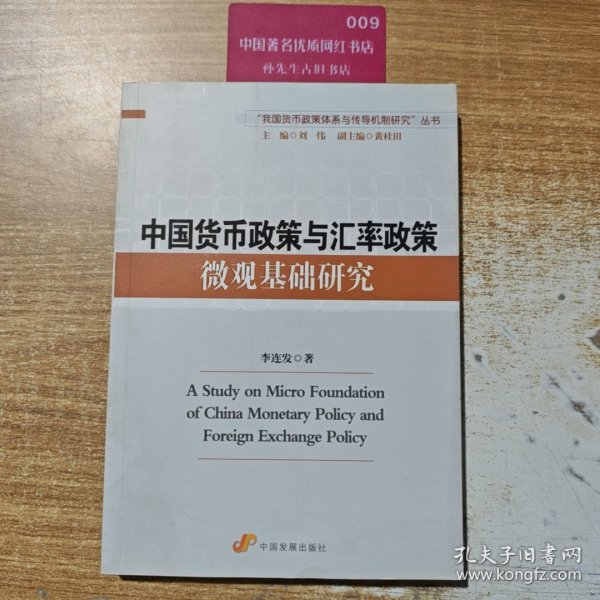 009
中国著名优质网红书店
孙先生古旧书店
“我国货币政策体系与传导机制研究”丛书
主 编◎刘 伟 副主编◎黄桂田
中国货币政策与汇率政策
微观基础研究
李连发◎著
A Study on Micro Foundation
of China Monetary Policy and
Foreign Exchange Policy
中国发展出版社
孔夫子旧书网
www.kongfz.com